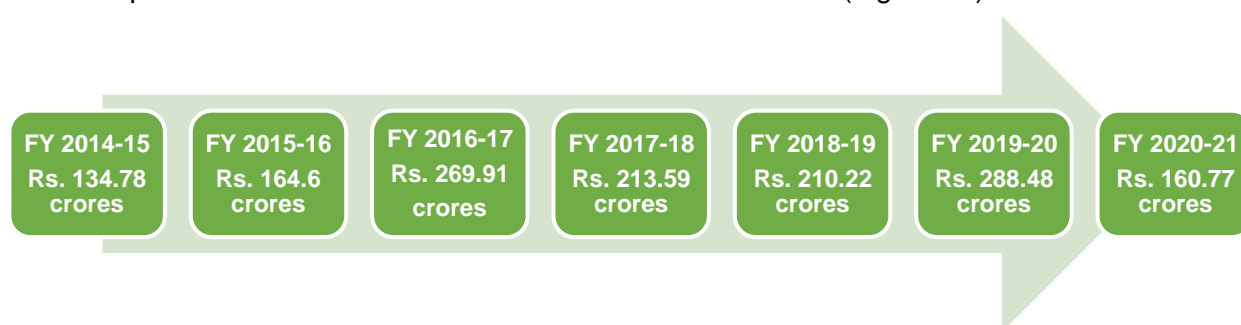 FY 2014-15
Rs. 134.78
crores
FY 2015-16
Rs. 164.6
crores
FY 2016-17
Rs. 269.91
crores
FY 2017-18
Rs. 213.59
crores
FY 2018-19
Rs. 210.22
crores
FY 2019-20
Rs. 288.48
crores
FY 2020-21
Rs. 160.77
crores